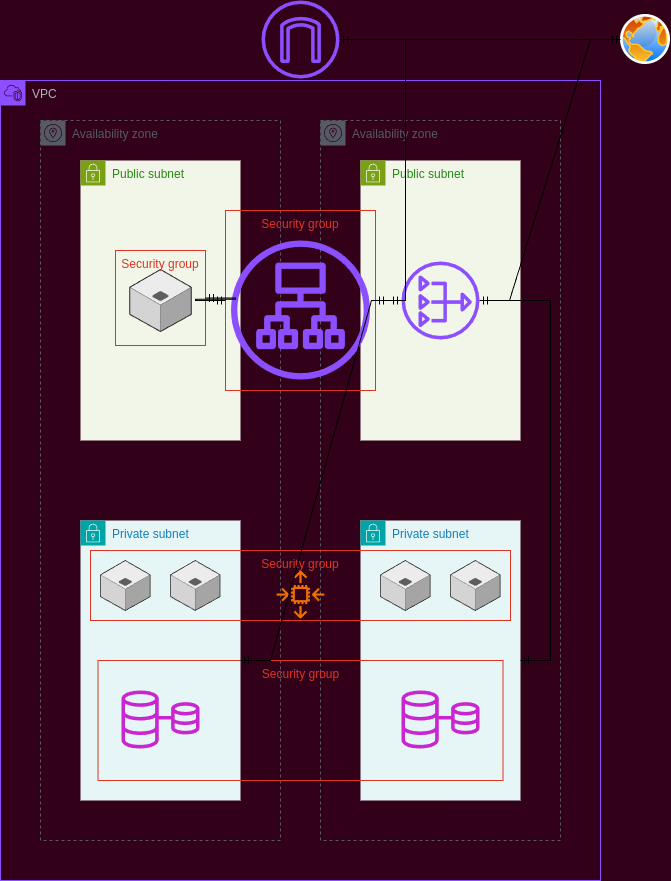 VPC
Availability zone
Availability zone
Public subnet
Public subnet
Security group
Security group
Private subnet
Private subnet
Security group
Security group